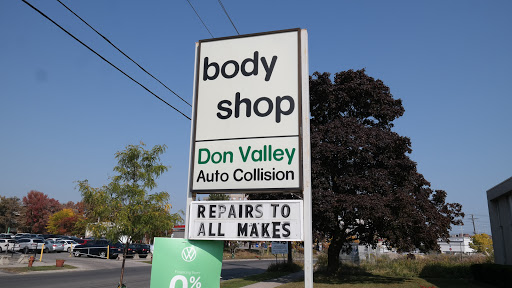 body
shop
Don Valley
Auto Collision
REPAIRS TO
ALL MAKES
0%